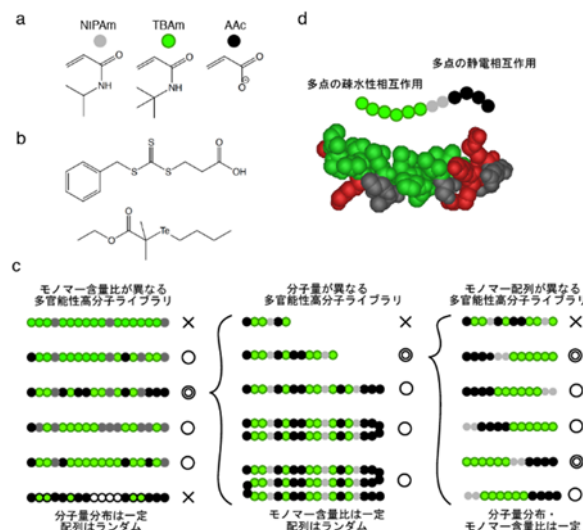 a
NIPAm
TBAm
AAc
O
O
O
NH
NH
O
⊖
b
S
O
S
S
OH
O
O
Te
c
モノマー含量比が異なる
多官能性高分子ライブラリ
×
○
◎
○
○
×
分子量分布は一定
配列はランダム
分子量が異なる
多官能性高分子ライブラリ
×
◎
○
○
○
モノマー含量比は一定
配列はランダム
モノマー配列が異なる
多官能性高分子ライブラリ
×
◎
○
○
◎
○
分子量分布・
モノマー含量比は一定
d
多点の静電相互作用
多点の疎水性相互作用